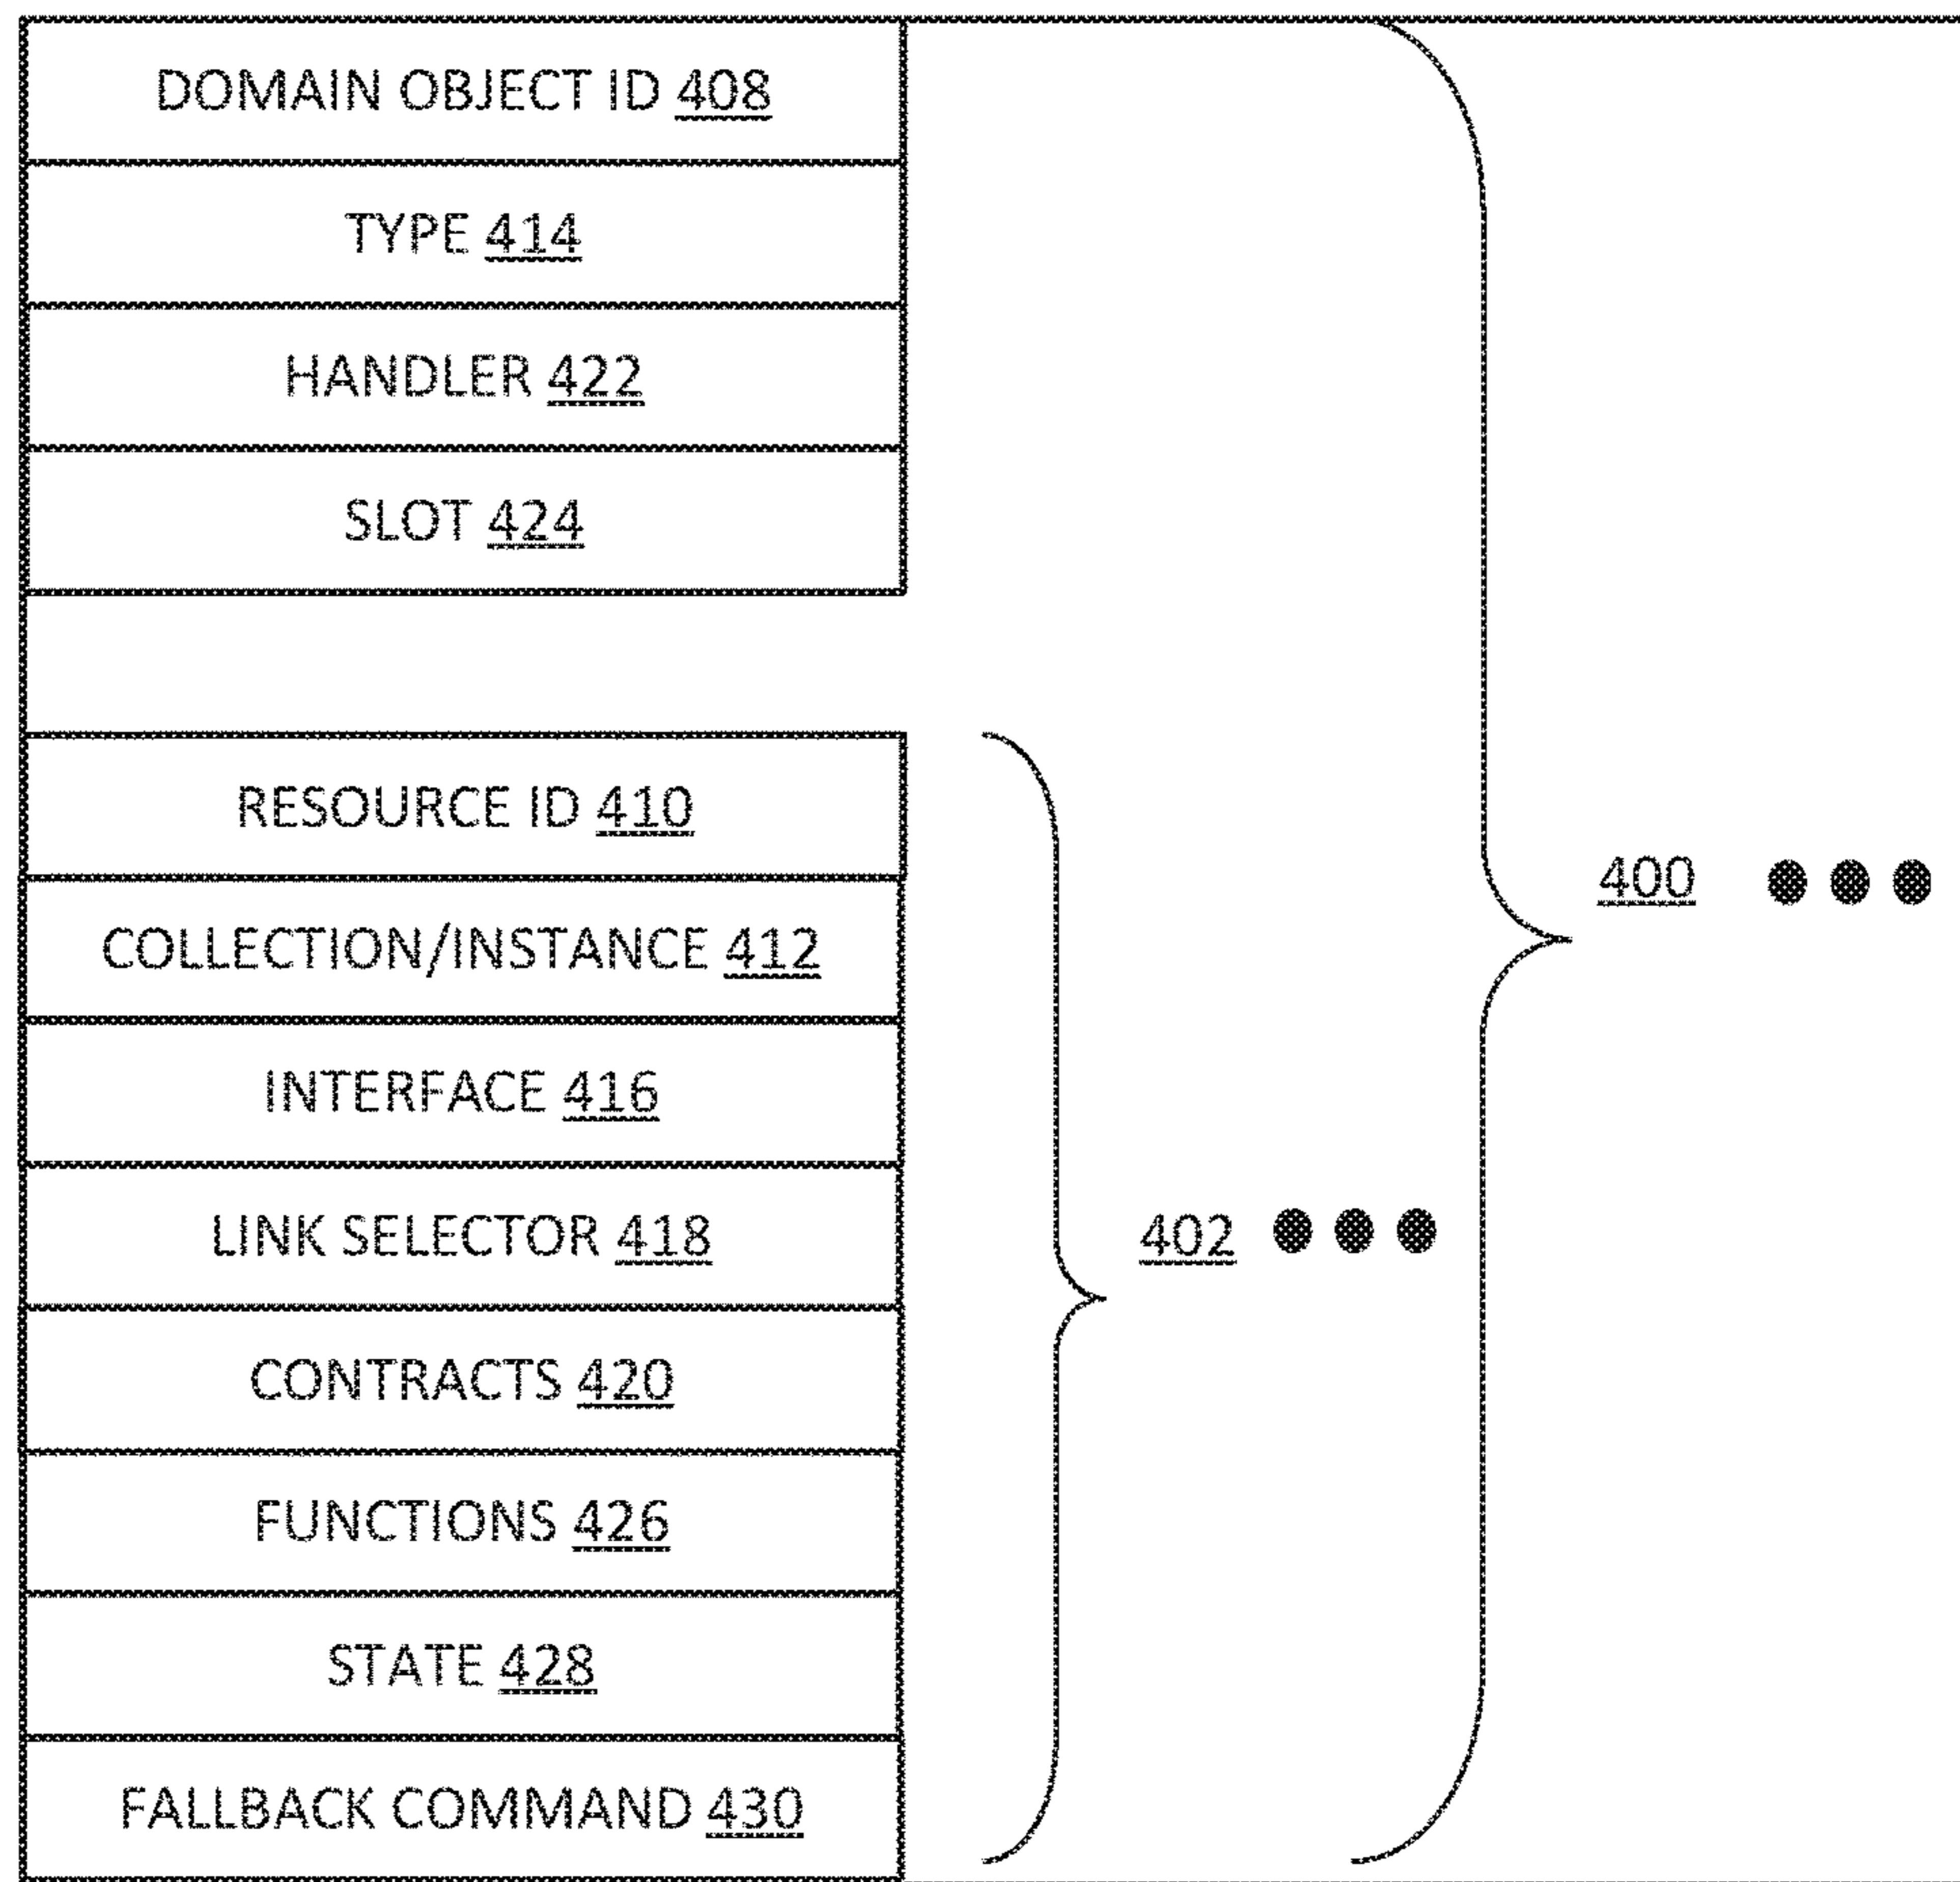 DOMAIN OBJECT ID 408
TYPE 414
HANDLER 422
SLOT 424
RESOURCE ID 410
COLLECTION/INSTANCE 412
INTERFACE 416
LINK SELECTOR 418
CONTRACTS 420
FUNCTIONS 426
STATE 428
FALLBACK COMMAND 430
402
400